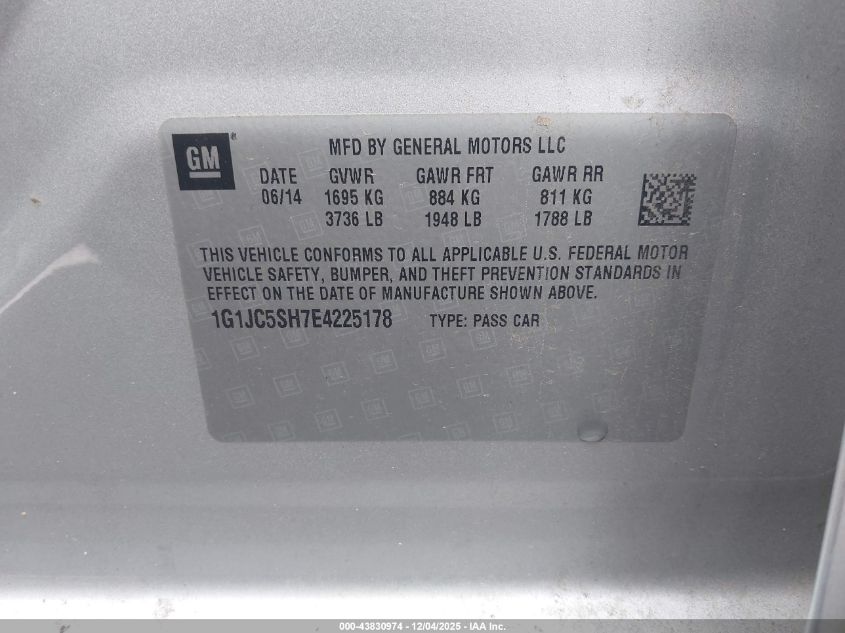 GM
MFD BY GENERAL MOTORS LLC
DATE GVWR GAWR FRT GAWR RR
06/14 1695 KG 884 KG 811 KG
3736 LB 1948 LB 1788 LB
THIS VEHICLE CONFORMS TO ALL APPLICABLE U.S. FEDERAL MOTOR
VEHICLE SAFETY, BUMPER, AND THEFT PREVENTION STANDARDS IN
EFFECT ON THE DATE OF MANUFACTURE SHOWN ABOVE.
1G1JC5SH7E4225178 TYPE: PASS CAR
000-43830974 - 12/04/2025 - IAA Inc.